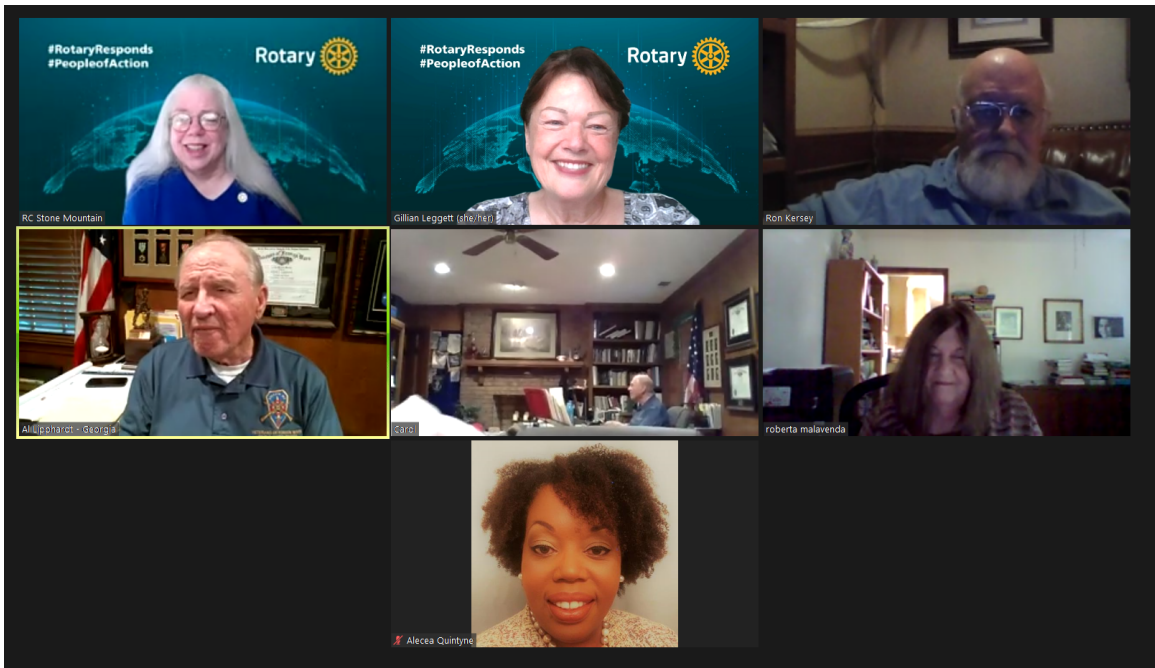 #RotaryResponds
#PeopleofAction
Rotary
RC Stone Mountain
#RotaryResponds
#PeopleofAction
Rotary
Gillian Leggett (she/her)
Ron Kersey
Al Lipphardt - Georgia
Carol
roberta malavenda
Alecea Quintyne